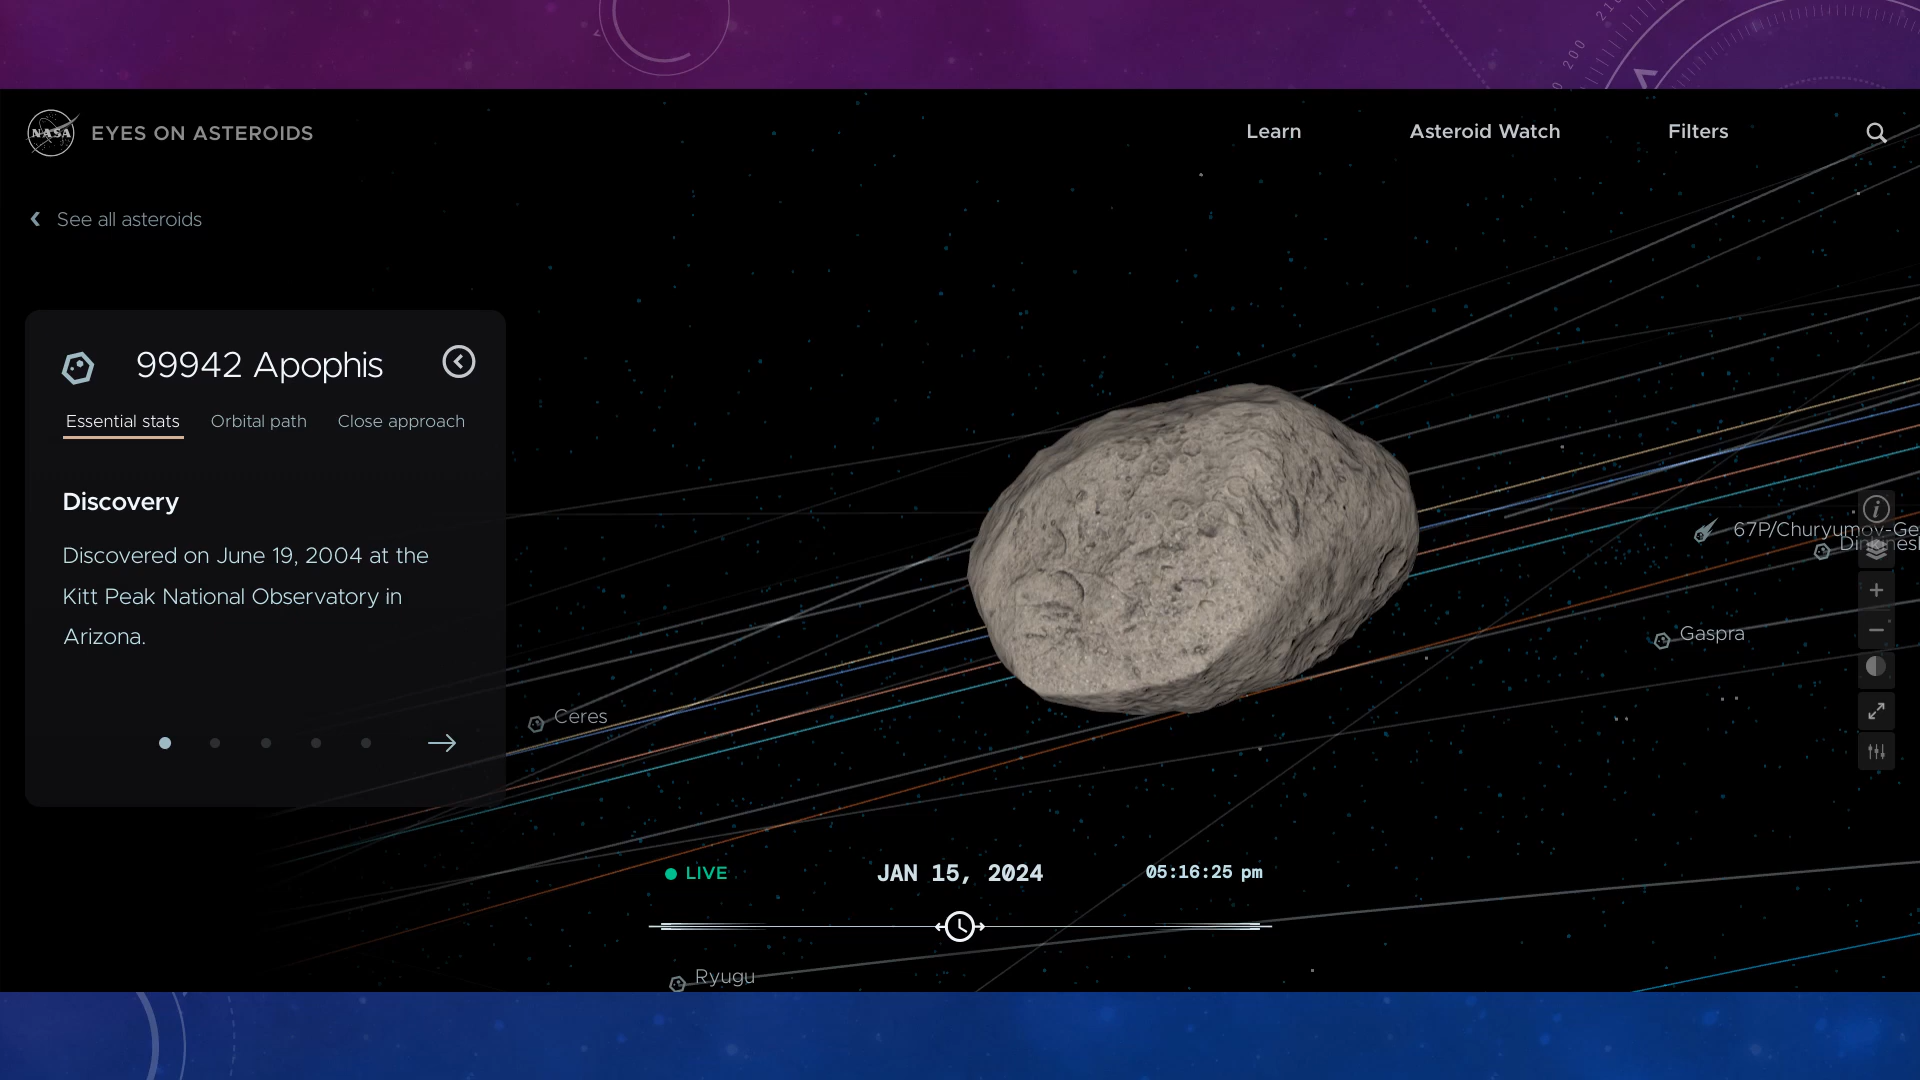 210
200
NASA
EYES ON ASTEROIDS
Learn
Asteroid Watch
Filters
See all asteroids
99942 Apophis
Essential stats
Orbital path
Close approach
Discovery
Discovered on June 19, 2004 at the
Kitt Peak National Observatory in
Arizona.
67P/Churyumov-Ge
Gaspra
Ceres
LIVE
JAN 15, 2024
05:16:25 pm
Ryugu